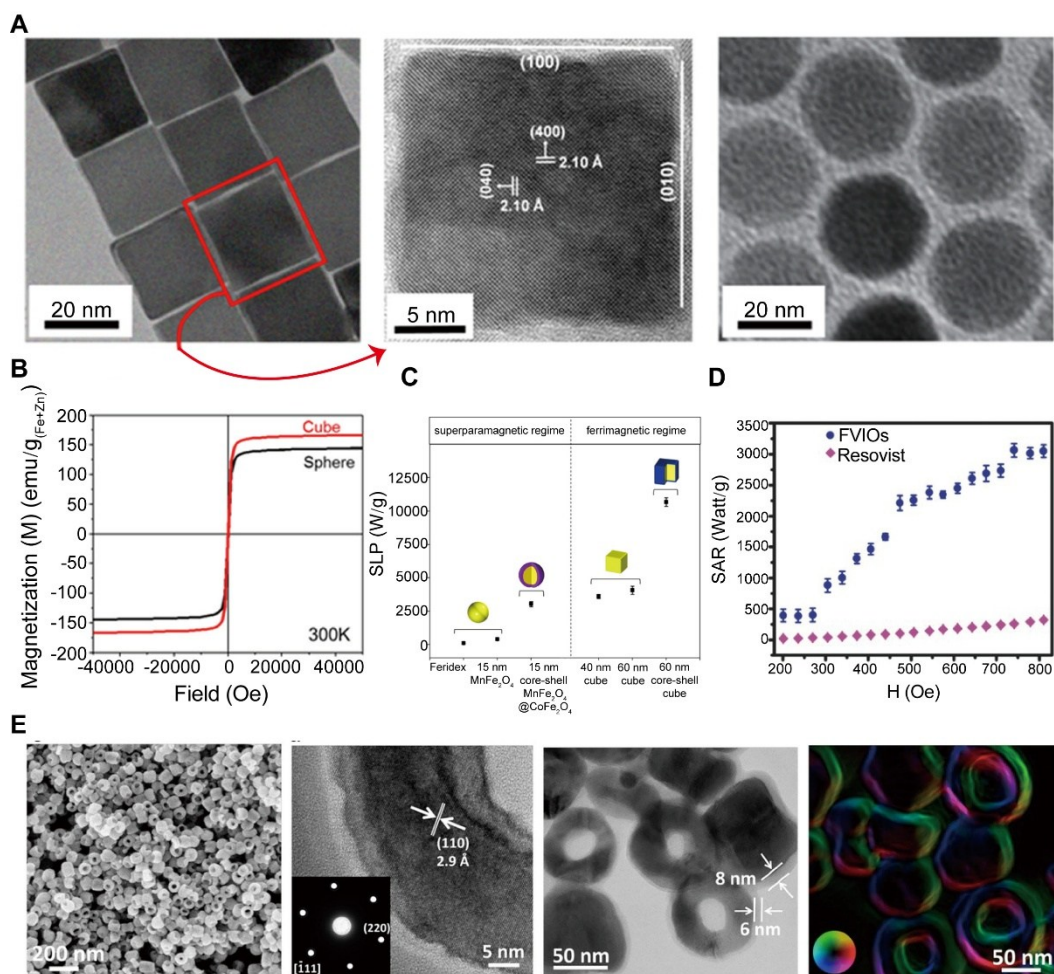 A
20 nm
(100)
(400)
2.10 Å
(040)
2.10 Å
(010)
5 nm
20 nm
B
Magnetization (M) (emu/g(Fe+Zn))
200
150
100
50
0
-50
-100
-150
-200
Cube
Sphere
300K
-40000
-20000
0
20000
40000
Field (Oe)
C
superparamagnetic regime
ferrimagnetic regime
SLP (W/g)
12500
10000
7500
5000
2500
0
Feridex
15 nm
MnFe₂O₄
15 nm
core-shell
MnFe₂O₄
@CoFe₂O₄
40 nm
cube
60 nm
cube
60 nm
core-shell
cube
D
FVIOs
Resovist
SAR (Watt/g)
3500
3000
2500
2250
1500
1000
500
0
200
300
400
500
600
700
800
H (Oe)
E
200 nm
(110)
2.9 Å
(220)
[111]
5 nm
8 nm
6 nm
50 nm
50 nm